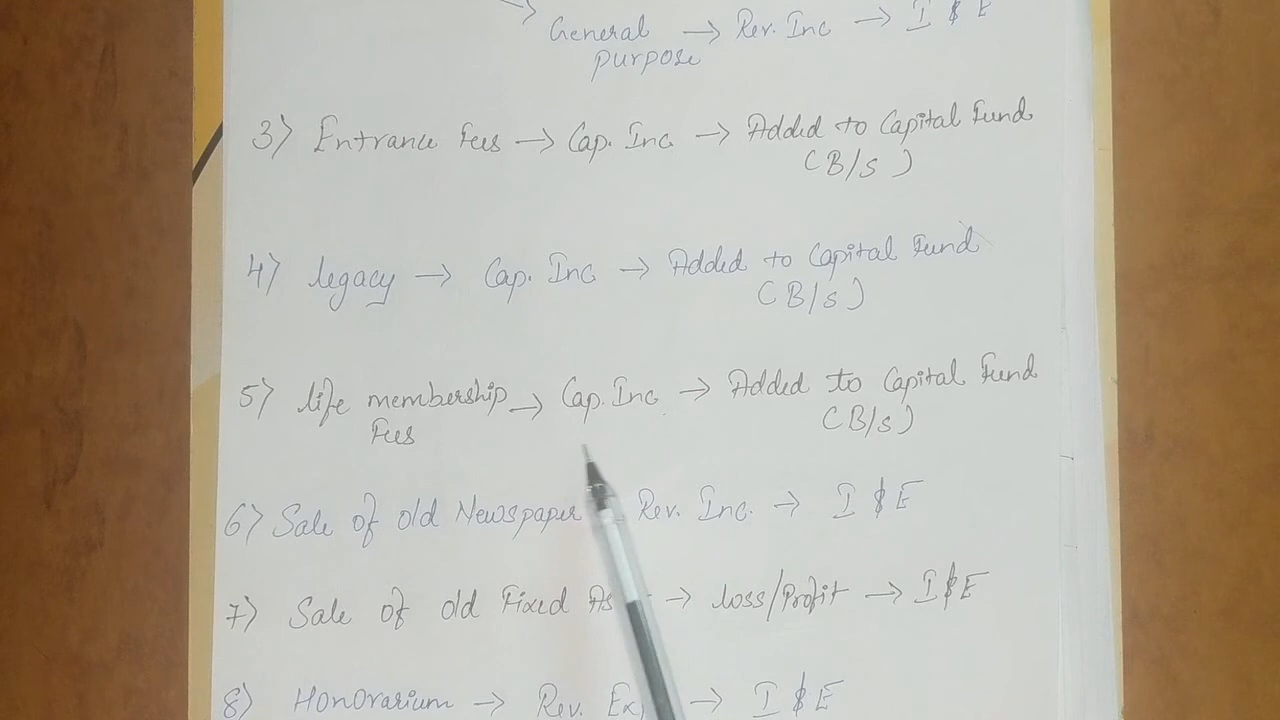 General → Rev. Inc → I & E
purpose
3) Entrance Fees → Cap. Inc → Added to Capital Fund
(B/s)
4) legacy → Cap. Inc → Added to Capital Fund
(B/s)
5) life membership → Cap. Inc → Added to Capital Fund
Fees
(B/s)
6) Sale of old Newspaper Rev. Inc. → I & E
7) Sale of old Fixed As → loss/Profit → I & E
8) Honorarium → Rev. Ex → I & E